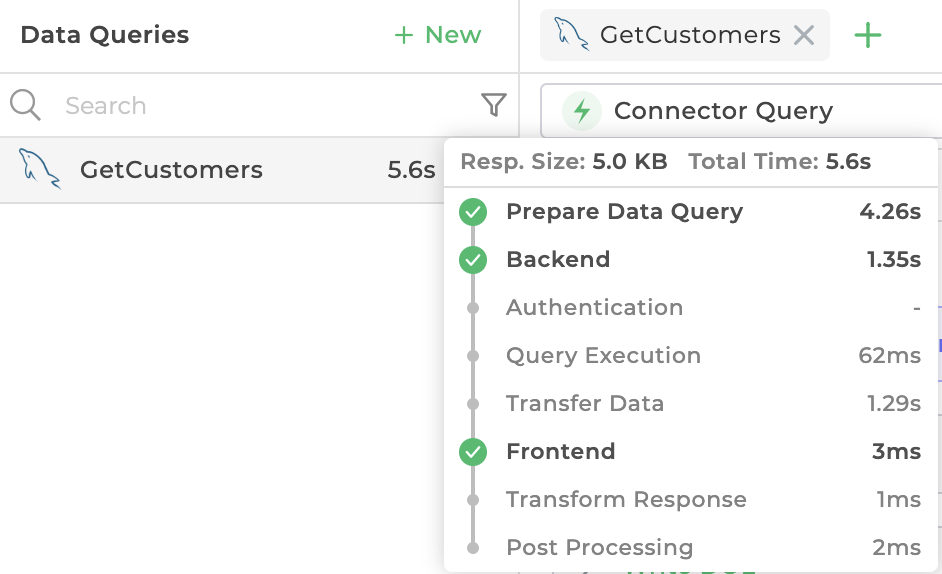 Data Queries
+ New
GetCustomers
Search
Connector Query
GetCustomers 5.6s
Resp. Size: 5.0 KB Total Time: 5.6s
Prepare Data Query 4.26s
Backend 1.35s
Authentication -
Query Execution 62ms
Transfer Data 1.29s
Frontend 3ms
Transform Response 1ms
Post Processing 2ms